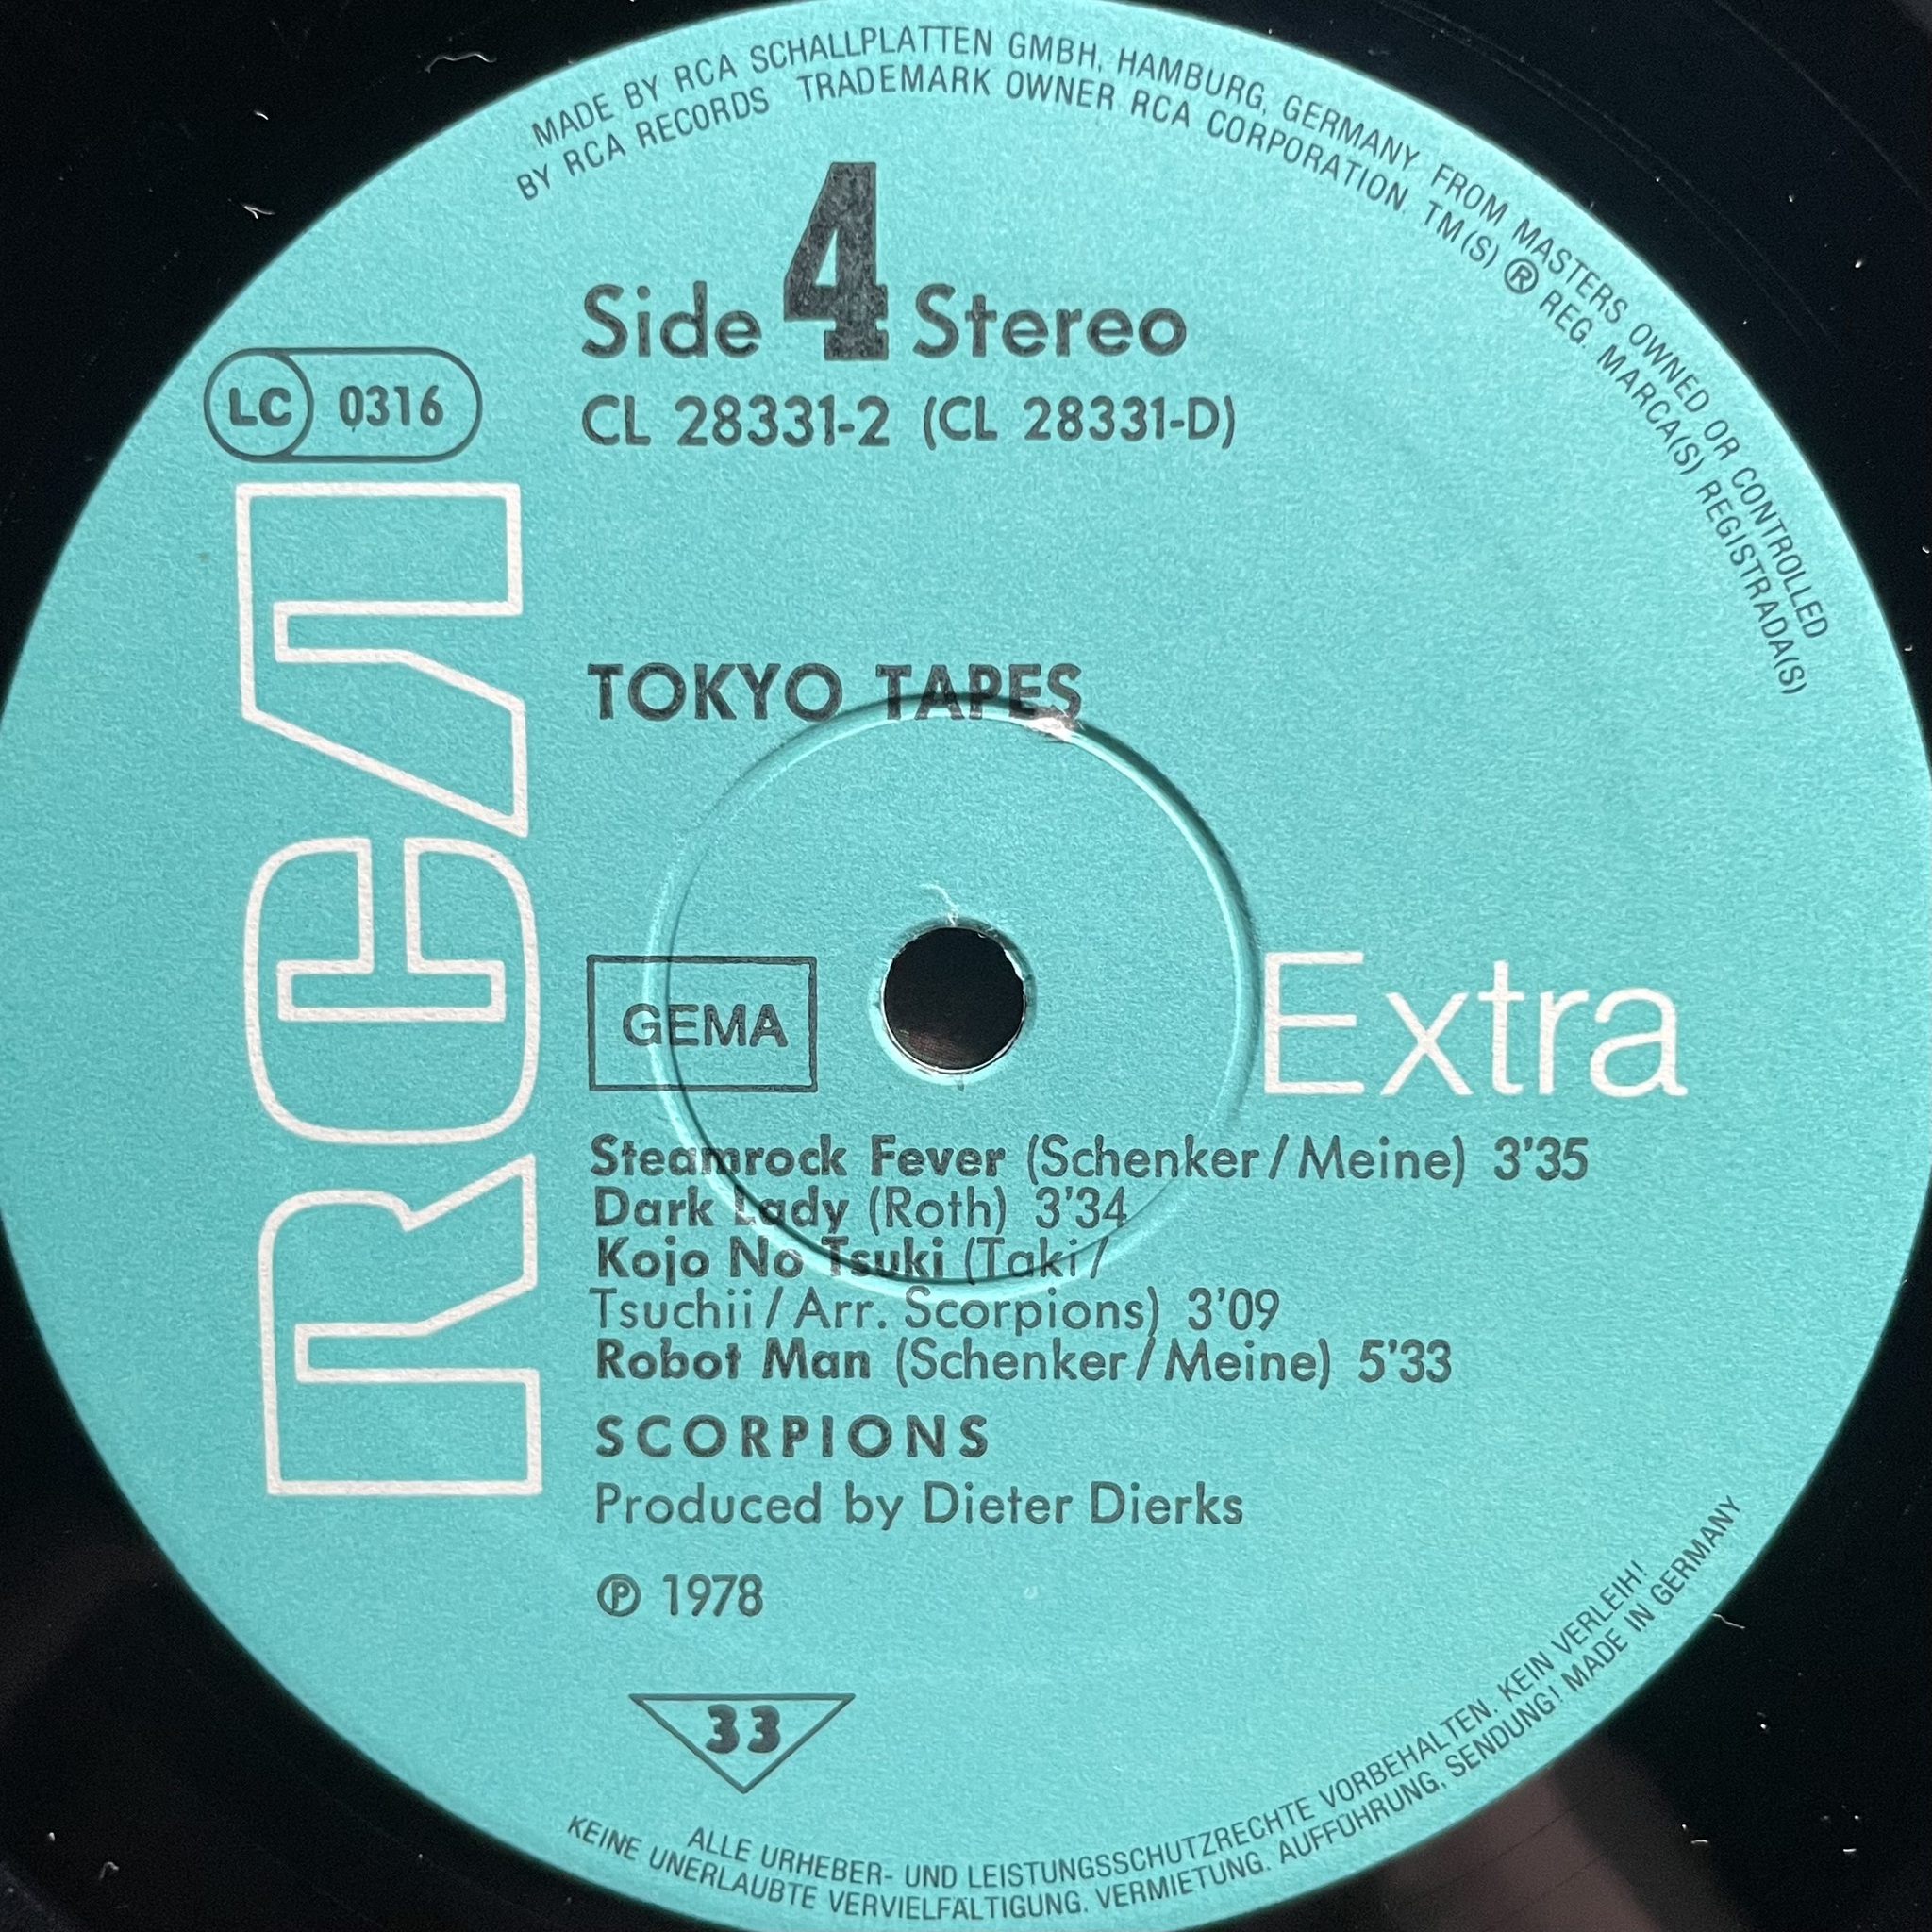 MADE BY RCA SCHALLPLATTEN GMBH, HAMBURG, GERMANY FROM MASTERS OWNED OR CONTROLLED
BY RCA RECORDS TRADEMARK OWNER RCA CORPORATION. TM(S) ® REG. MARCA(S) REGISTRADA(S)
Side 4 Stereo
LC 0316
CL 28331-2 (CL 28331-D)
RCA
TOKYO TAPES
GEMA
Extra
Steamrock Fever (Schenker/Meine) 3'35
Dark Lady (Roth) 3'34
Kojo No Tsuki (Taki/
Tsuchii/Arr. Scorpions) 3'09
Robot Man (Schenker/Meine) 5'33
SCORPIONS
Produced by Dieter Dierks
℗ 1978
33
ALLE URHEBER- UND LEISTUNGSSCHUTZRECHTE VORBEHALTEN. KEIN VERLEIH!
KEINE UNERLAUBTE VERVIELFÄLTIGUNG. VERMIETUNG. AUFFÜHRUNG, SENDUNG! MADE IN GERMANY